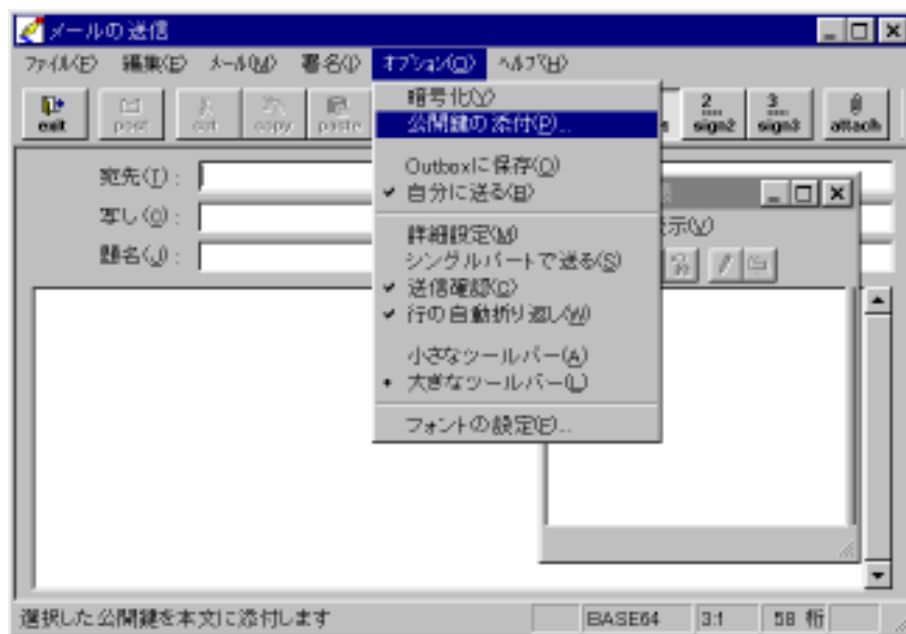 メールの送信
ファイル(F) 編集(E) メール(M) 署名(I) オプション(O) ヘルプ(H)
exit post cut copy paste sign2 sign3 attach
2... 3...
暗号化(Y)
公開鍵の添付(P)...
Outboxに保存(O)
自分に送る(B)
詳細設定(M)
シングルパートで送る(S)
送信確認(C)
行の自動折り返し(W)
小さなツールバー(A)
大きなツールバー(L)
フォントの設定(F)...
宛先(T):
写し(O):
題名(J):
示(V)
選択した公開鍵を本文に添付します BASE64 3:1 58 桁